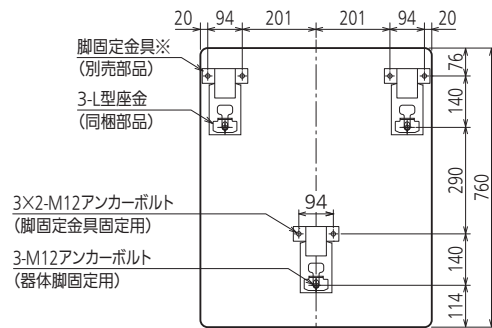 20 94 201 201 94 20
脚固定金具※
(別売部品)
3-L型座金
(同梱部品)
3×2-M12アンカーボルト
(脚固定金具固定用)
3-M12アンカーボルト
(器体脚固定用)
94
76
140
290
760
140
114